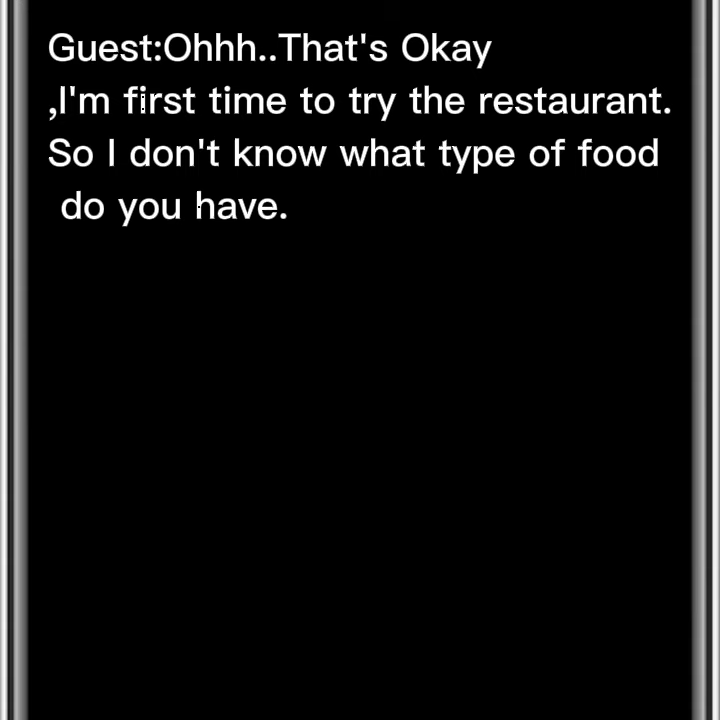 Guest:Ohhh..That's Okay
,I'm first time to try the restaurant.
So I don't know what type of food
do you have.